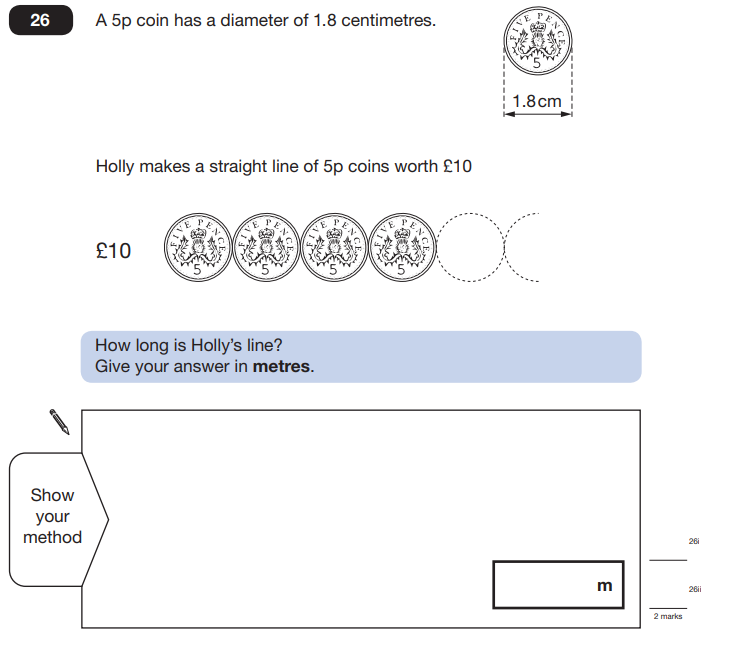 26
A 5p coin has a diameter of 1.8 centimetres.
FIVE PENCE
5
1.8 cm
Holly makes a straight line of 5p coins worth £10
£10
FIVE PENCE
5
FIVE PENCE
5
FIVE PENCE
5
FIVE PENCE
5
How long is Holly's line?
Give your answer in metres.
Show
your
method
m
26i
26ii
2 marks